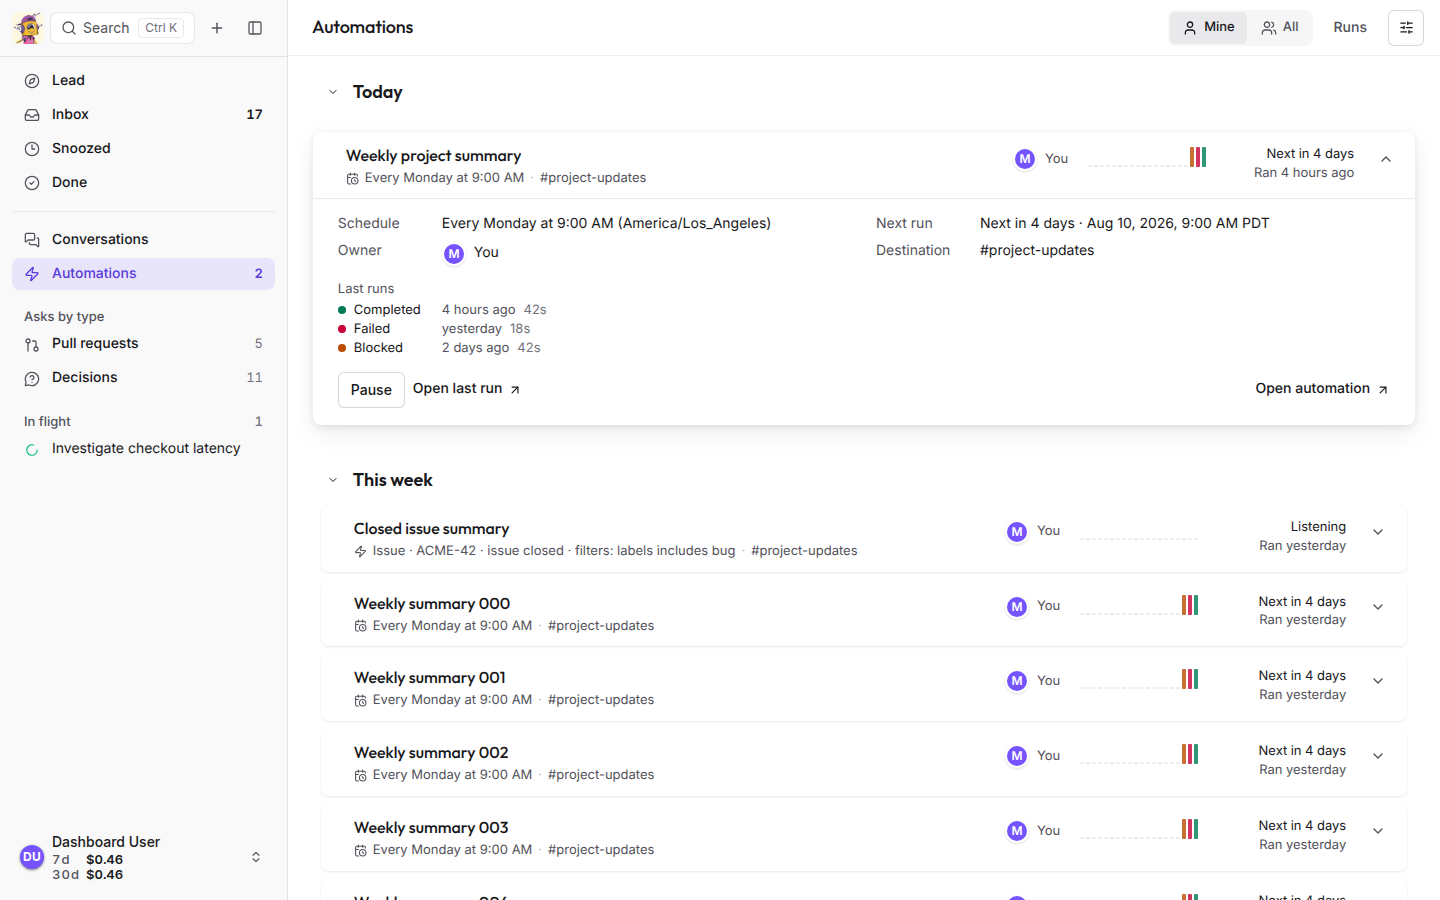 Search Ctrl K
Lead
Inbox 17
Snoozed
Done
Conversations
Automations 2
Asks by type
Pull requests 5
Decisions 11
In flight 1
Investigate checkout latency
DU Dashboard User
7d $0.46
30d $0.46
Automations
Mine All Runs
Today
Weekly project summary
Every Monday at 9:00 AM · #project-updates
M You
Next in 4 days
Ran 4 hours ago
Schedule Every Monday at 9:00 AM (America/Los_Angeles)
Next run Next in 4 days · Aug 10, 2026, 9:00 AM PDT
Owner M You
Destination #project-updates
Last runs
Completed 4 hours ago 42s
Failed yesterday 18s
Blocked 2 days ago 42s
Pause Open last run
Open automation
This week
Closed issue summary
Issue · ACME-42 · issue closed · filters: labels includes bug · #project-updates
M You
Listening
Ran yesterday
Weekly summary 000
Every Monday at 9:00 AM · #project-updates
M You
Next in 4 days
Ran yesterday
Weekly summary 001
Every Monday at 9:00 AM · #project-updates
M You
Next in 4 days
Ran yesterday
Weekly summary 002
Every Monday at 9:00 AM · #project-updates
M You
Next in 4 days
Ran yesterday
Weekly summary 003
Every Monday at 9:00 AM · #project-updates
M You
Next in 4 days
Ran yesterday